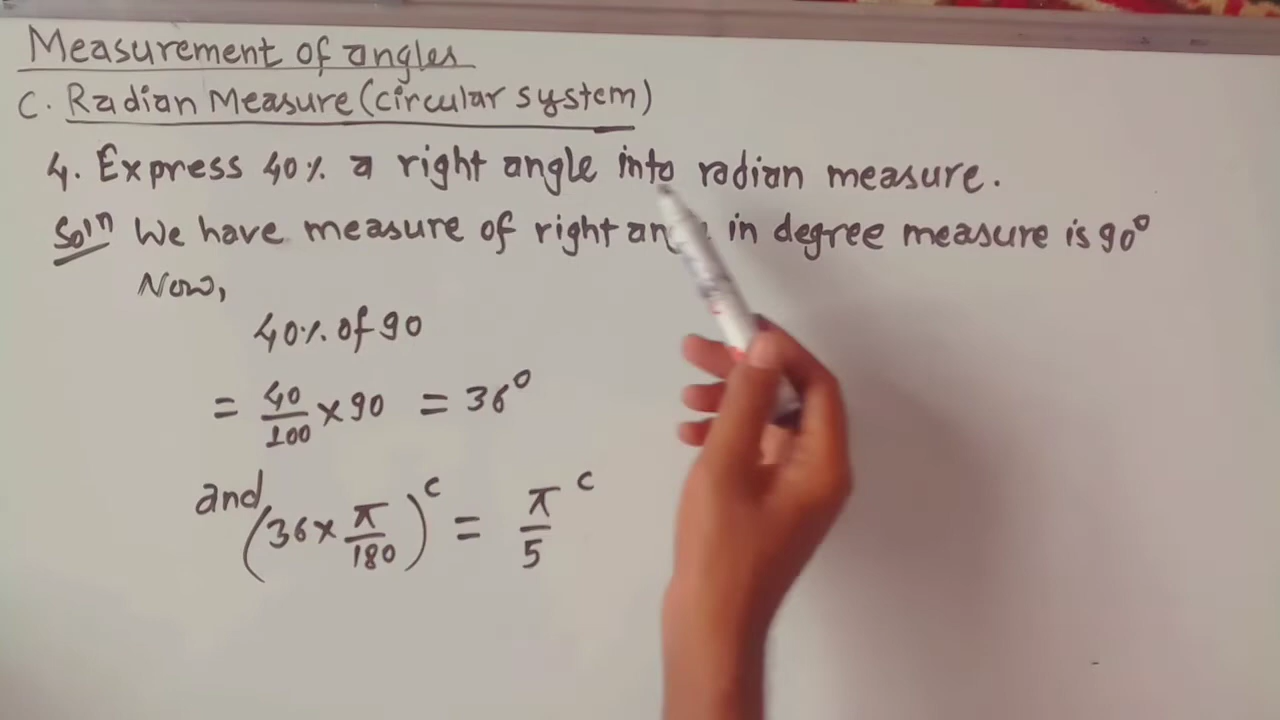 Measurement of angles
C. Radian Measure (circular system)
4. Express 40% a right angle into radian measure.
Solⁿ We have measure of right in degree measure is 90°
Now,
40% of 90
= 40/100 × 90 = 36°
and, (36 × π/180)ᶜ = π/5 ᶜ